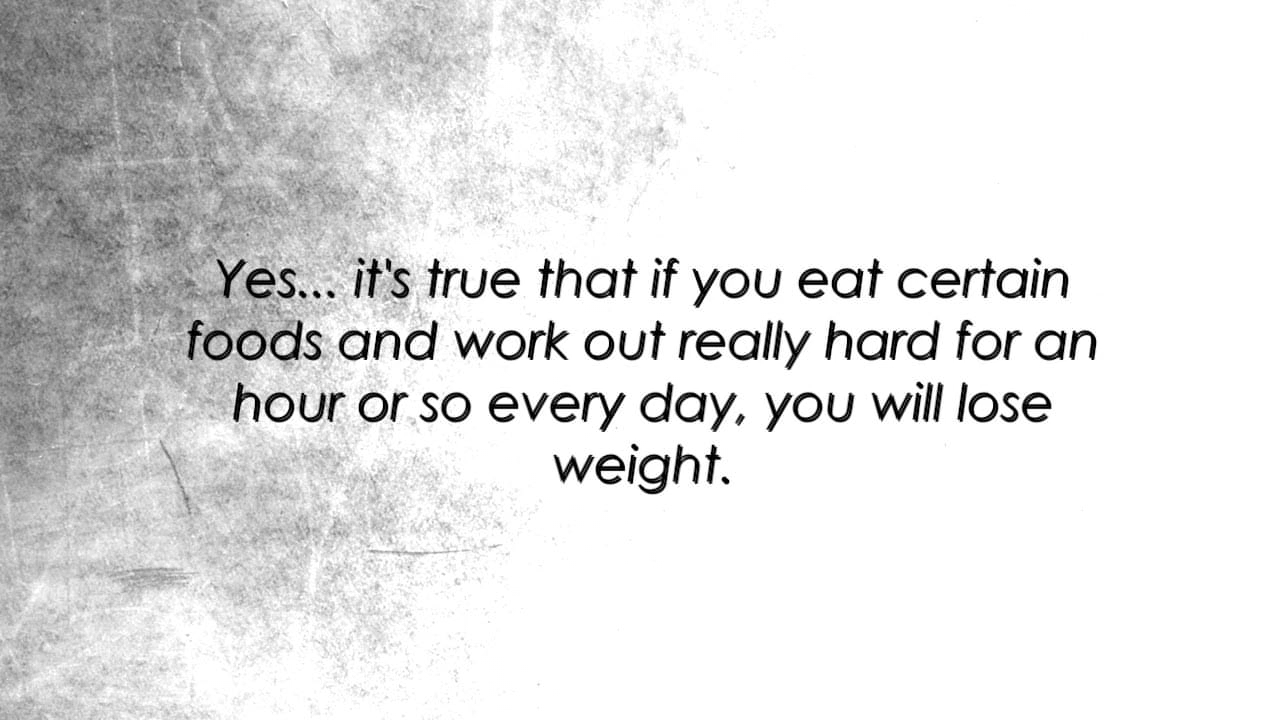 Yes... it's true that if you eat certain
foods and work out really hard for an
hour or so every day, you will lose
weight.